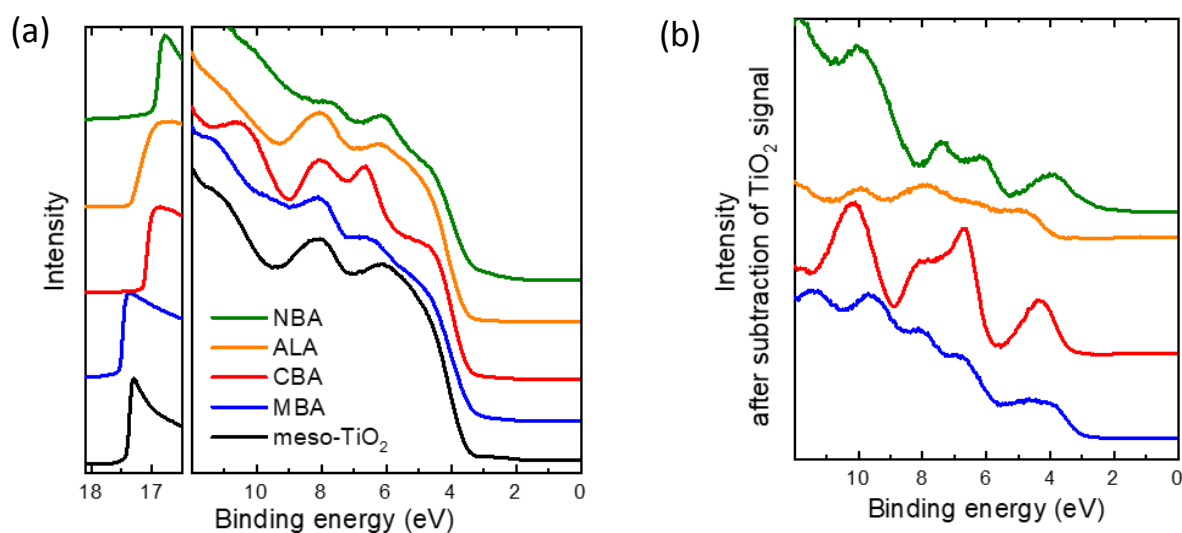 (a)
Intensity
NBA
ALA
CBA
MBA
meso-TiO2
18 17 10 8 6 4 2 0
Binding energy (eV)
(b)
Intensity
after subtraction of TiO2 signal
10 8 6 4 2 0
Binding energy (eV)